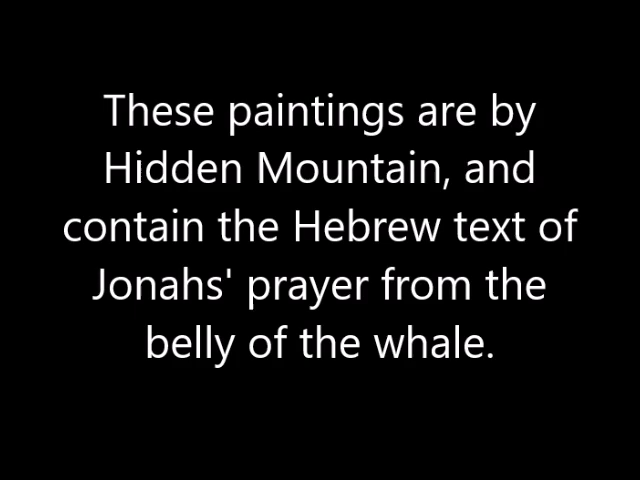 These paintings are by
Hidden Mountain, and
contain the Hebrew text of
Jonahs' prayer from the
belly of the whale.